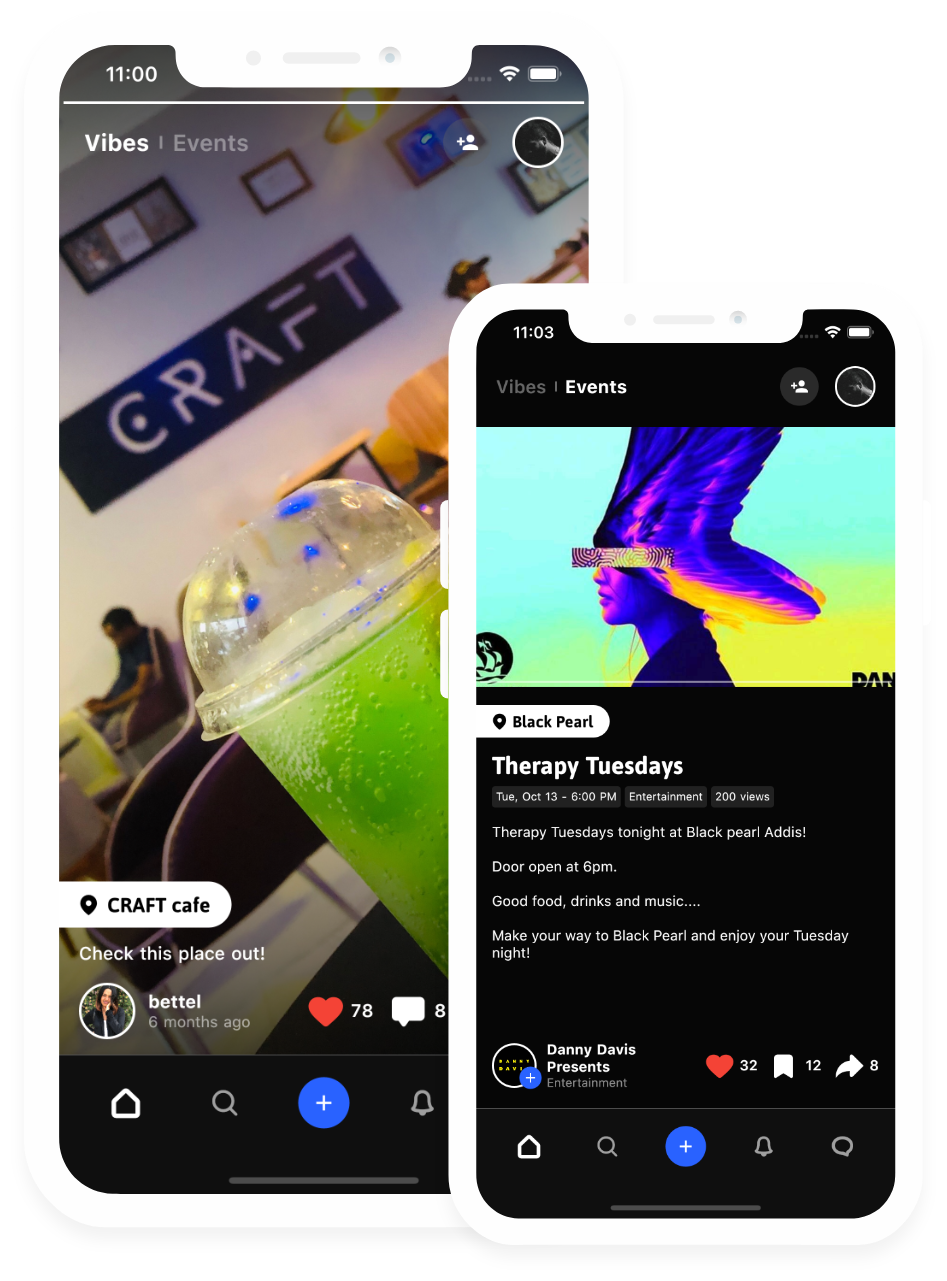 11:00
Vibes | Events
CRAFT
CRAFT cafe
Check this place out!
bettel
6 months ago
78
8
11:03
Vibes | Events
DAN
Black Pearl
Therapy Tuesdays
Tue, Oct 13 - 6:00 PM Entertainment 200 views
Therapy Tuesdays tonight at Black pearl Addis!
Door open at 6pm.
Good food, drinks and music....
Make your way to Black Pearl and enjoy your Tuesday
night!
Danny Davis
Presents
Entertainment
32
12
8